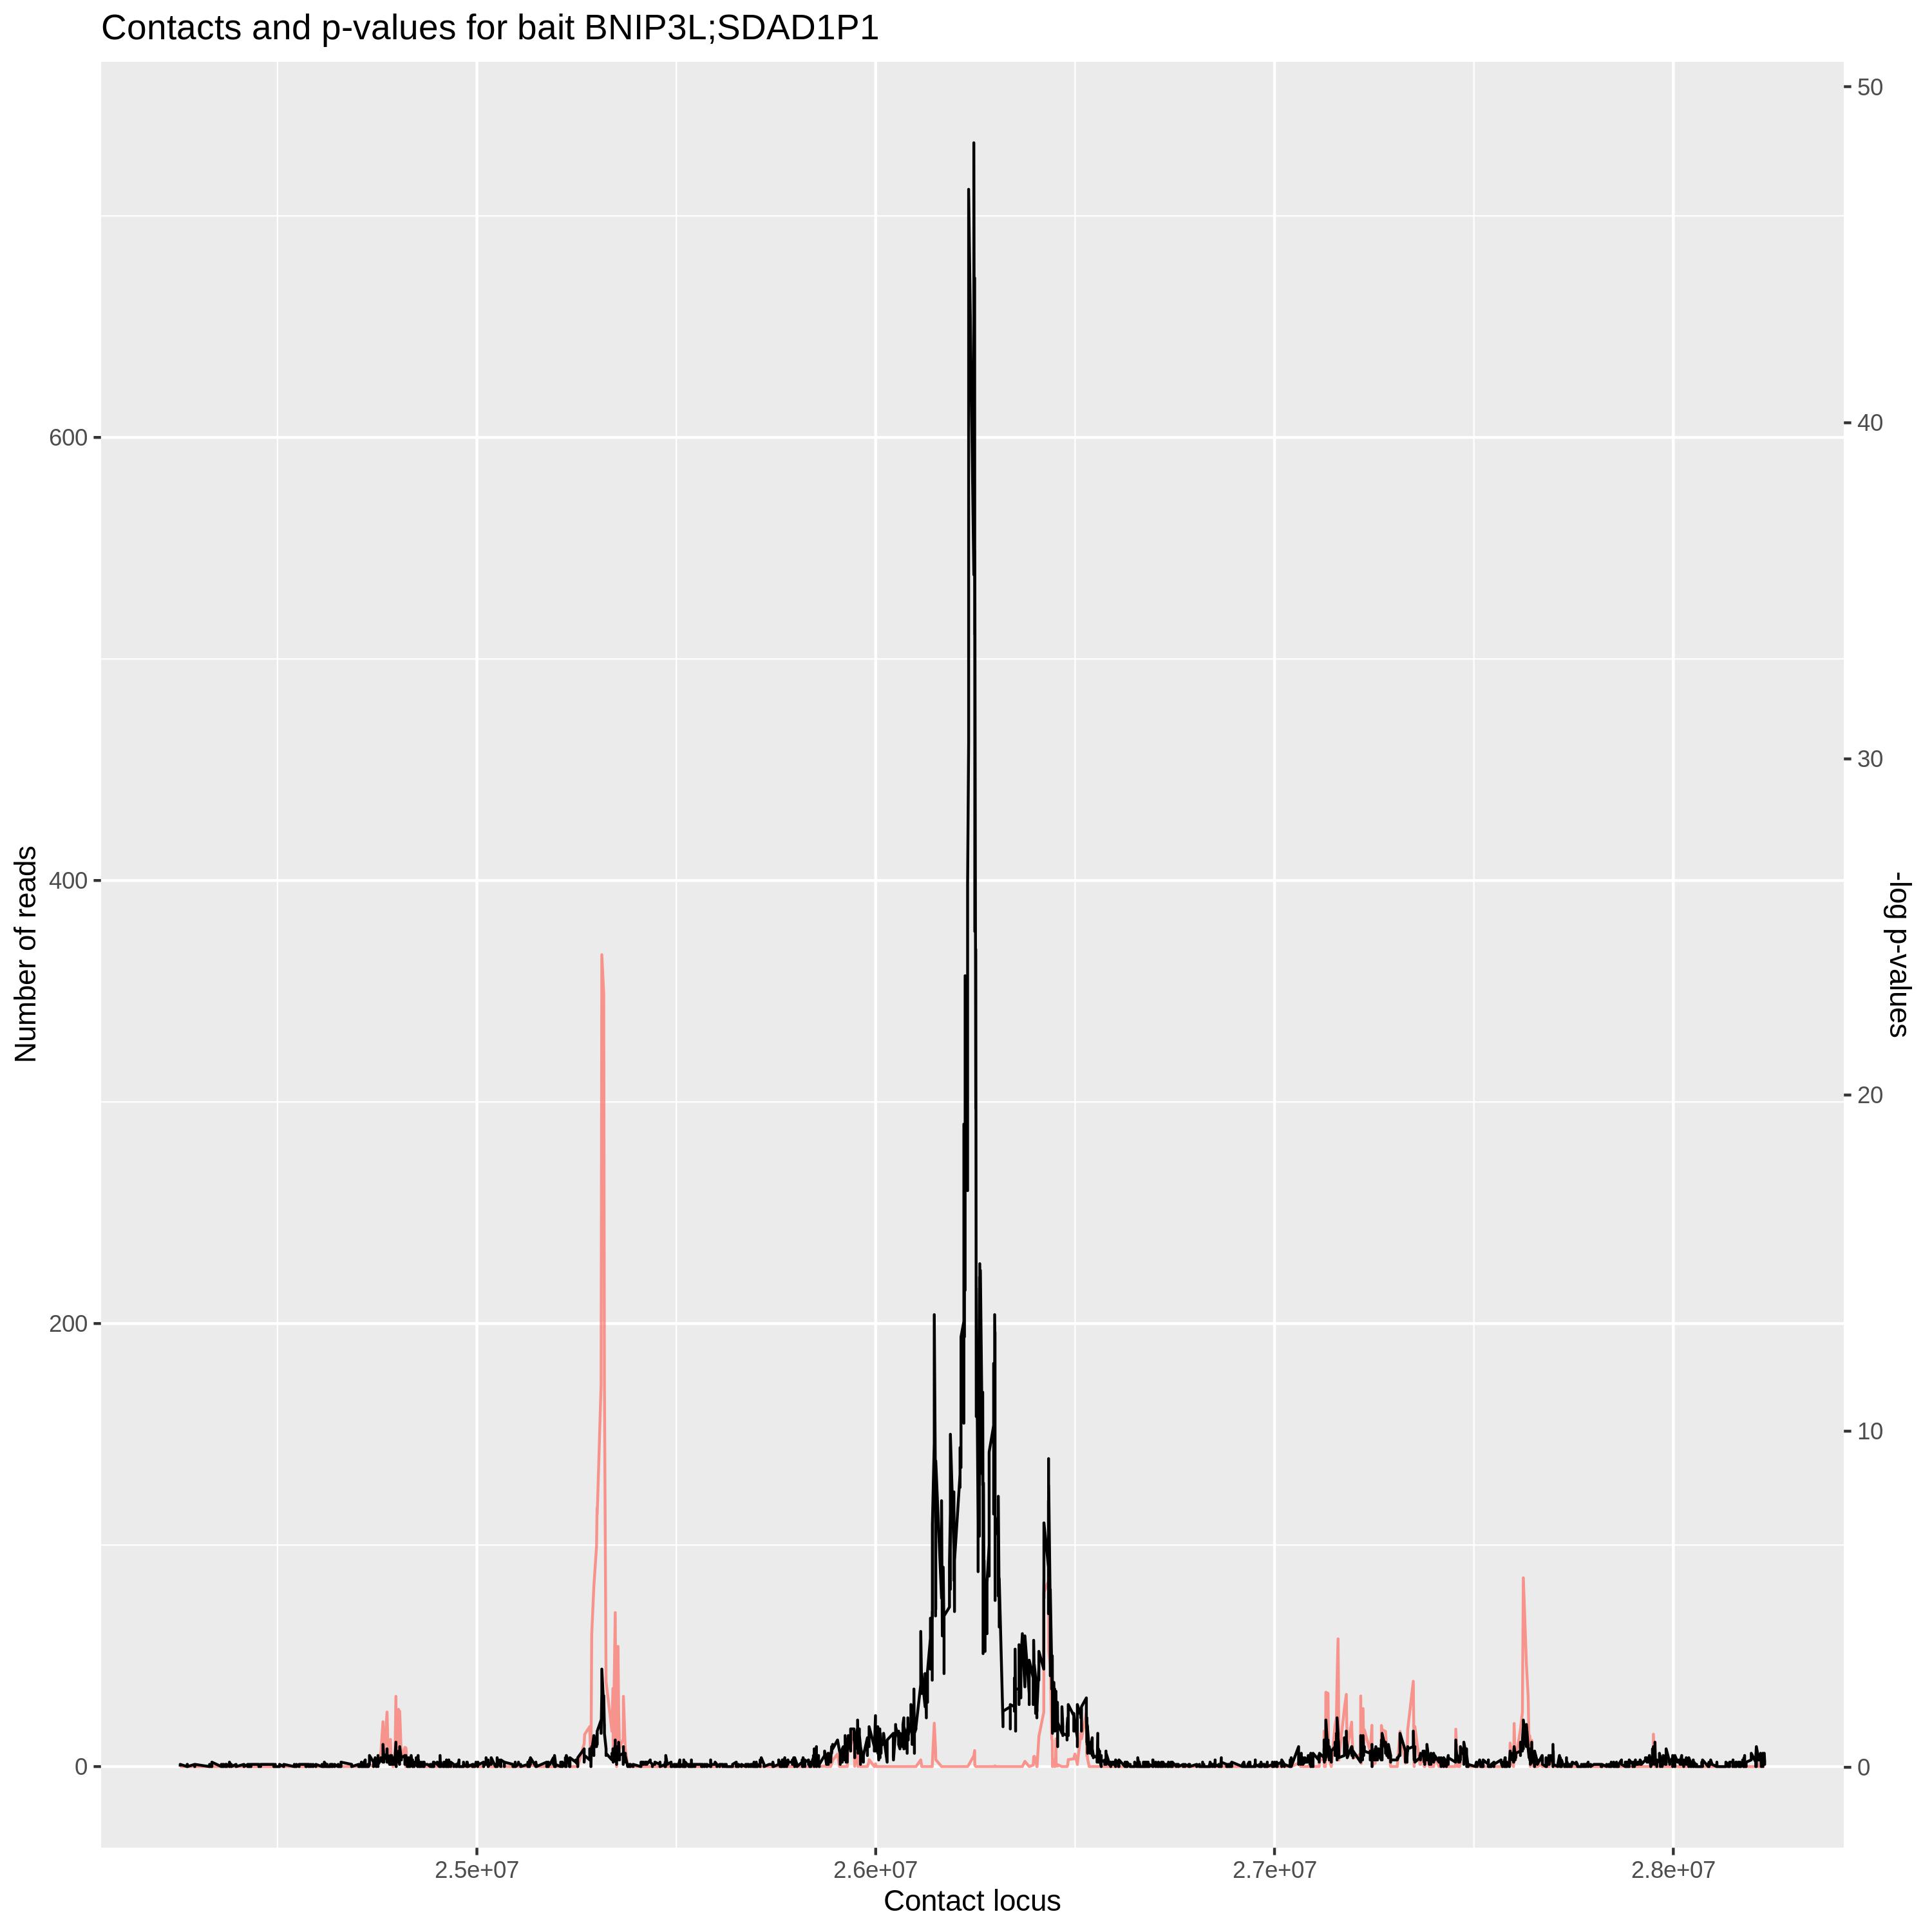 Contacts and p-values for bait BNIP3L;SDAD1P1
50
600
40
30
400
20
200
10
0
0
Number of reads
-log p-values
2.5e+07
2.6e+07
2.7e+07
2.8e+07
Contact locus